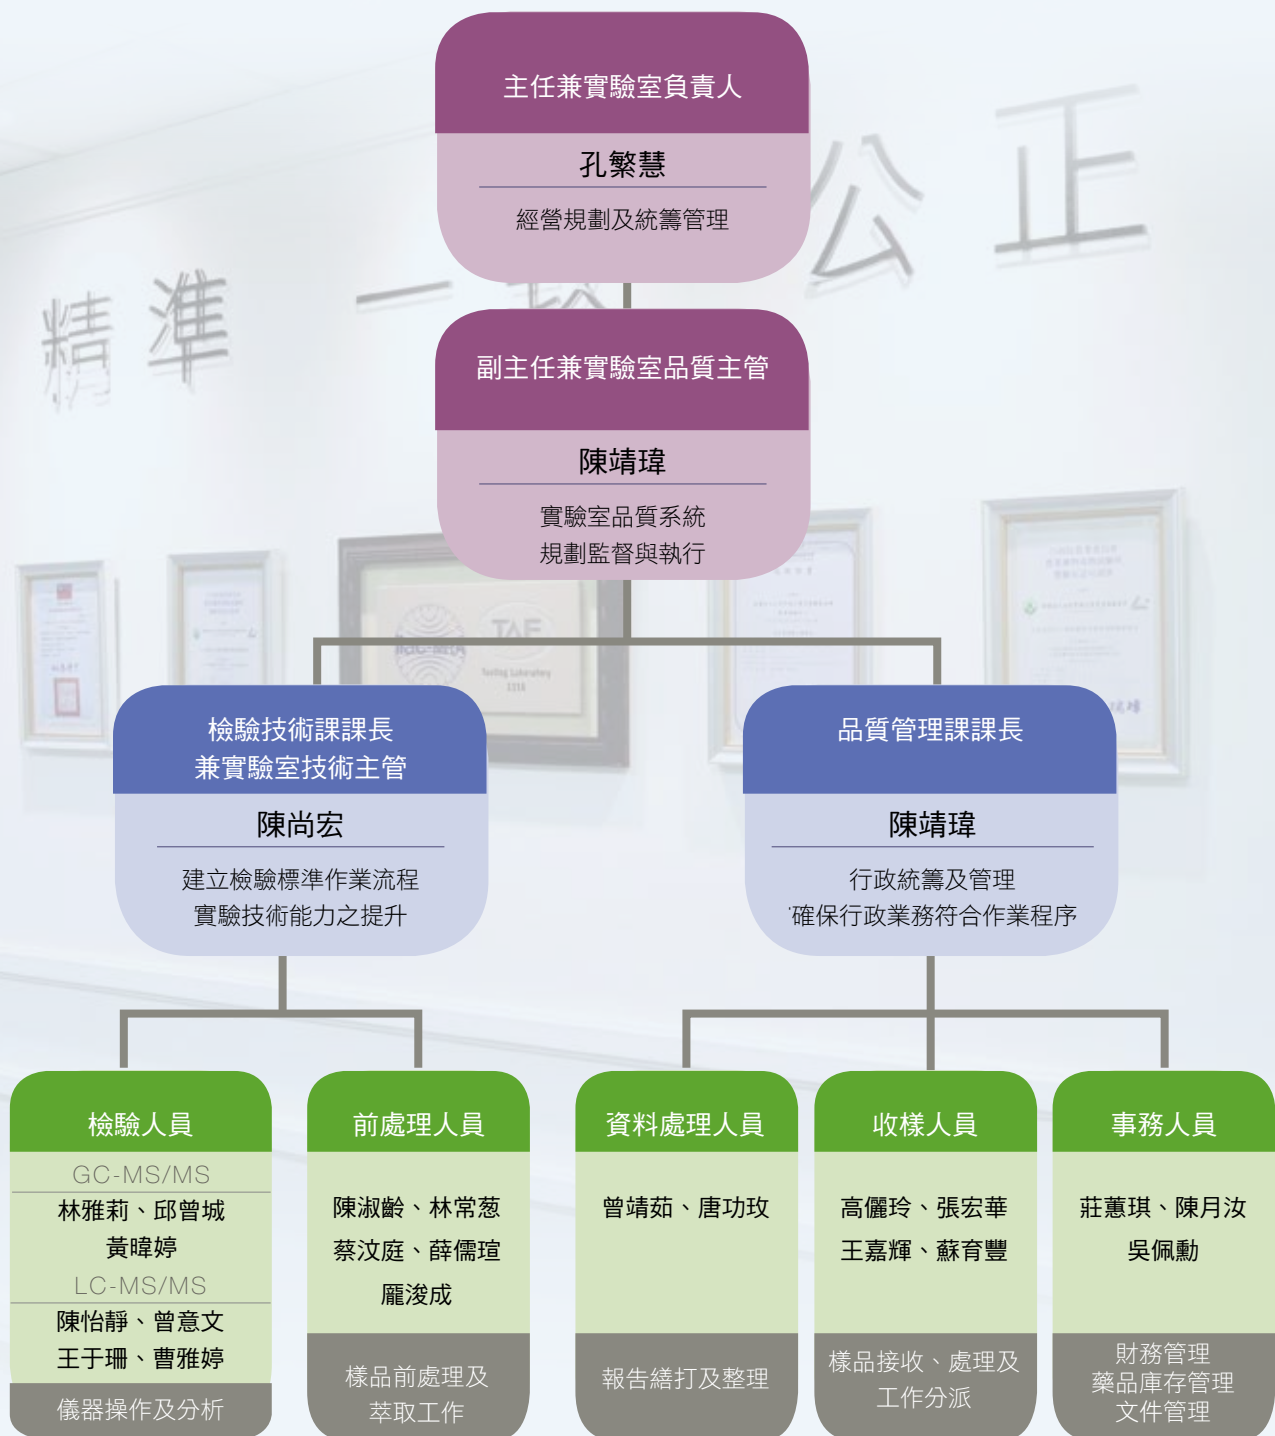 主任兼實驗室負責人
孔繁慧
經營規劃及統籌管理
精準 一 公正
副主任兼實驗室品質主管
陳靖瑋
實驗室品質系統
規劃監督與執行
TAF
Testing Laboratory
檢驗技術課課長
兼實驗室技術主管
陳尚宏
建立檢驗標準作業流程
實驗技術能力之提升
品質管理課課長
陳靖瑋
行政統籌及管理
確保行政業務符合作業程序
檢驗人員
GC-MS/MS
林雅莉、邱曾城
黃暐婷
LC-MS/MS
陳怡靜、曾意文
王于珊、曹雅婷
儀器操作及分析
前處理人員
陳淑齡、林常葱
蔡汶庭、薛儒瑄
龎浚成
樣品前處理及
萃取工作
資料處理人員
曾靖茹、唐功玫
報告繕打及整理
收樣人員
高儷玲、張宏華
王嘉輝、蘇育豐
樣品接收、處理及
工作分派
事務人員
莊蕙琪、陳月汝
吳佩勳
財務管理
藥品庫存管理
文件管理